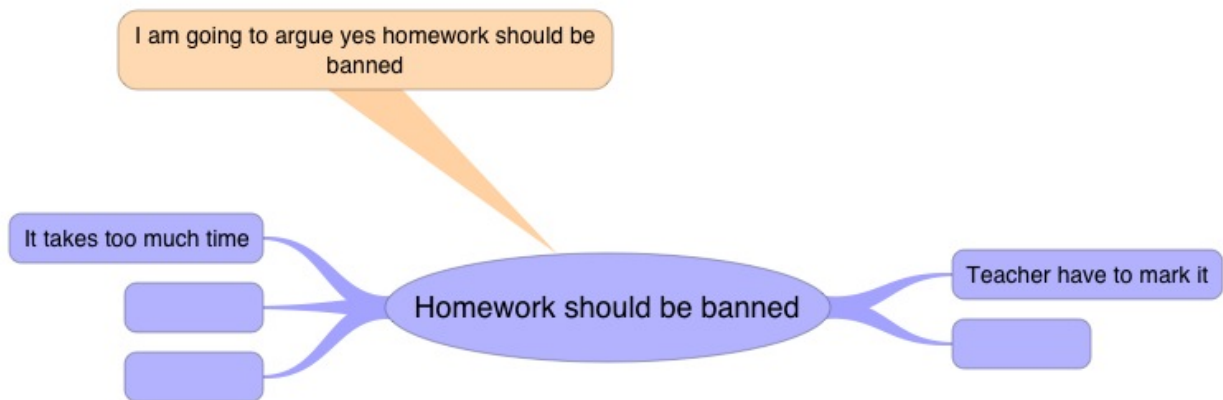 I am going to argue yes homework should be
banned
It takes too much time
Homework should be banned
Teacher have to mark it